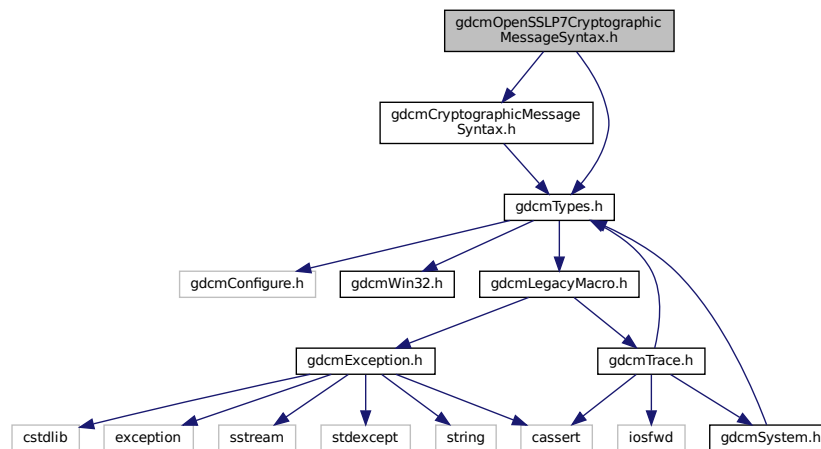 gdcmOpenSSLP7Cryptographic
MessageSyntax.h
gdcmCryptographicMessage
Syntax.h
gdcmTypes.h
gdcmConfigure.h
gdcmWin32.h
gdcmLegacyMacro.h
gdcmException.h
gdcmTrace.h
cstdlib
exception
sstream
stdexcept
string
cassert
iosfwd
gdcmSystem.h